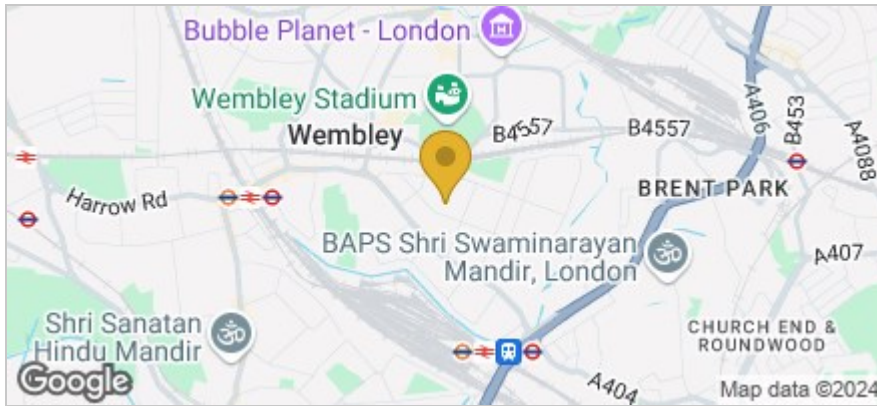 Bubble Planet - London
Wembley Stadium
Wembley
B4557
B4557
A406
B453
A4088
Harrow Rd
BRENT PARK
BAPS Shri Swaminarayan
Mandir, London
A407
Shri Sanatan
Hindu Mandir
CHURCH END &
ROUNDWOOD
A404
Google
Map data ©2024